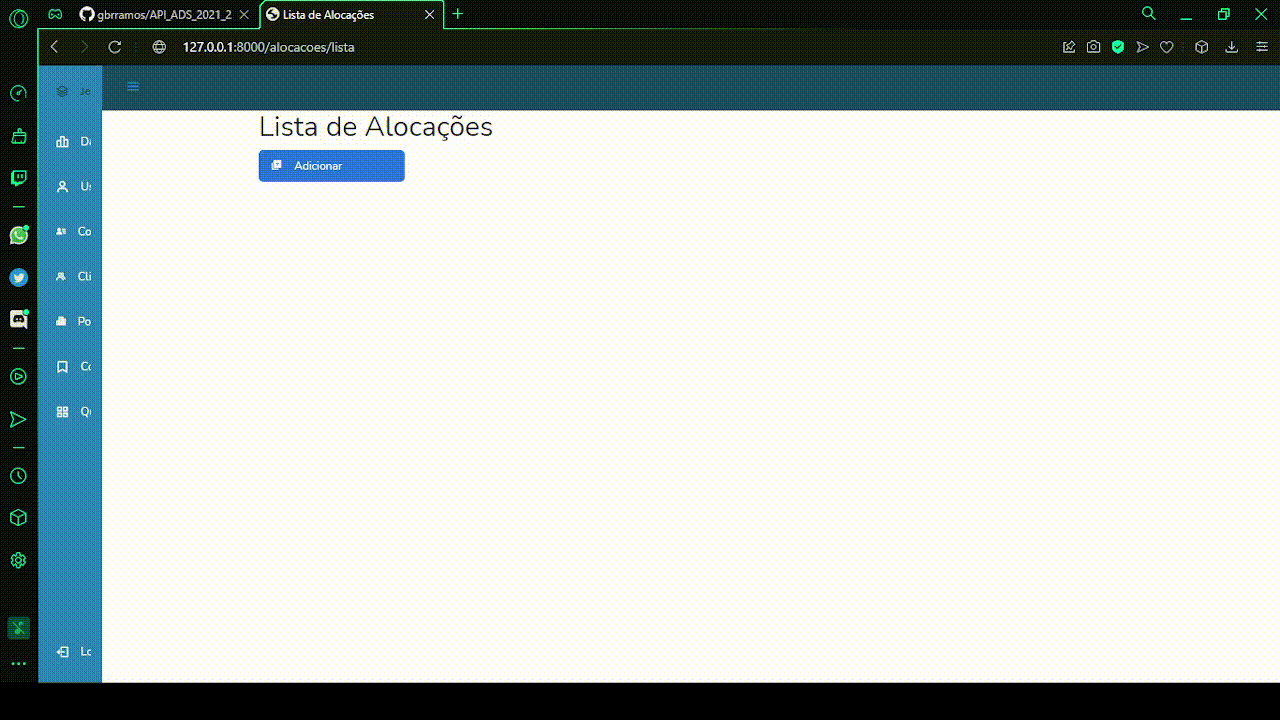 gbrramos/API_ADS_2021_2
Lista de Alocações
127.0.0.1:8000/alocacoes/lista
Je
Lista de Alocações
Adicionar
Da
Us
Co
Cli
Po
Co
Qu
Lo